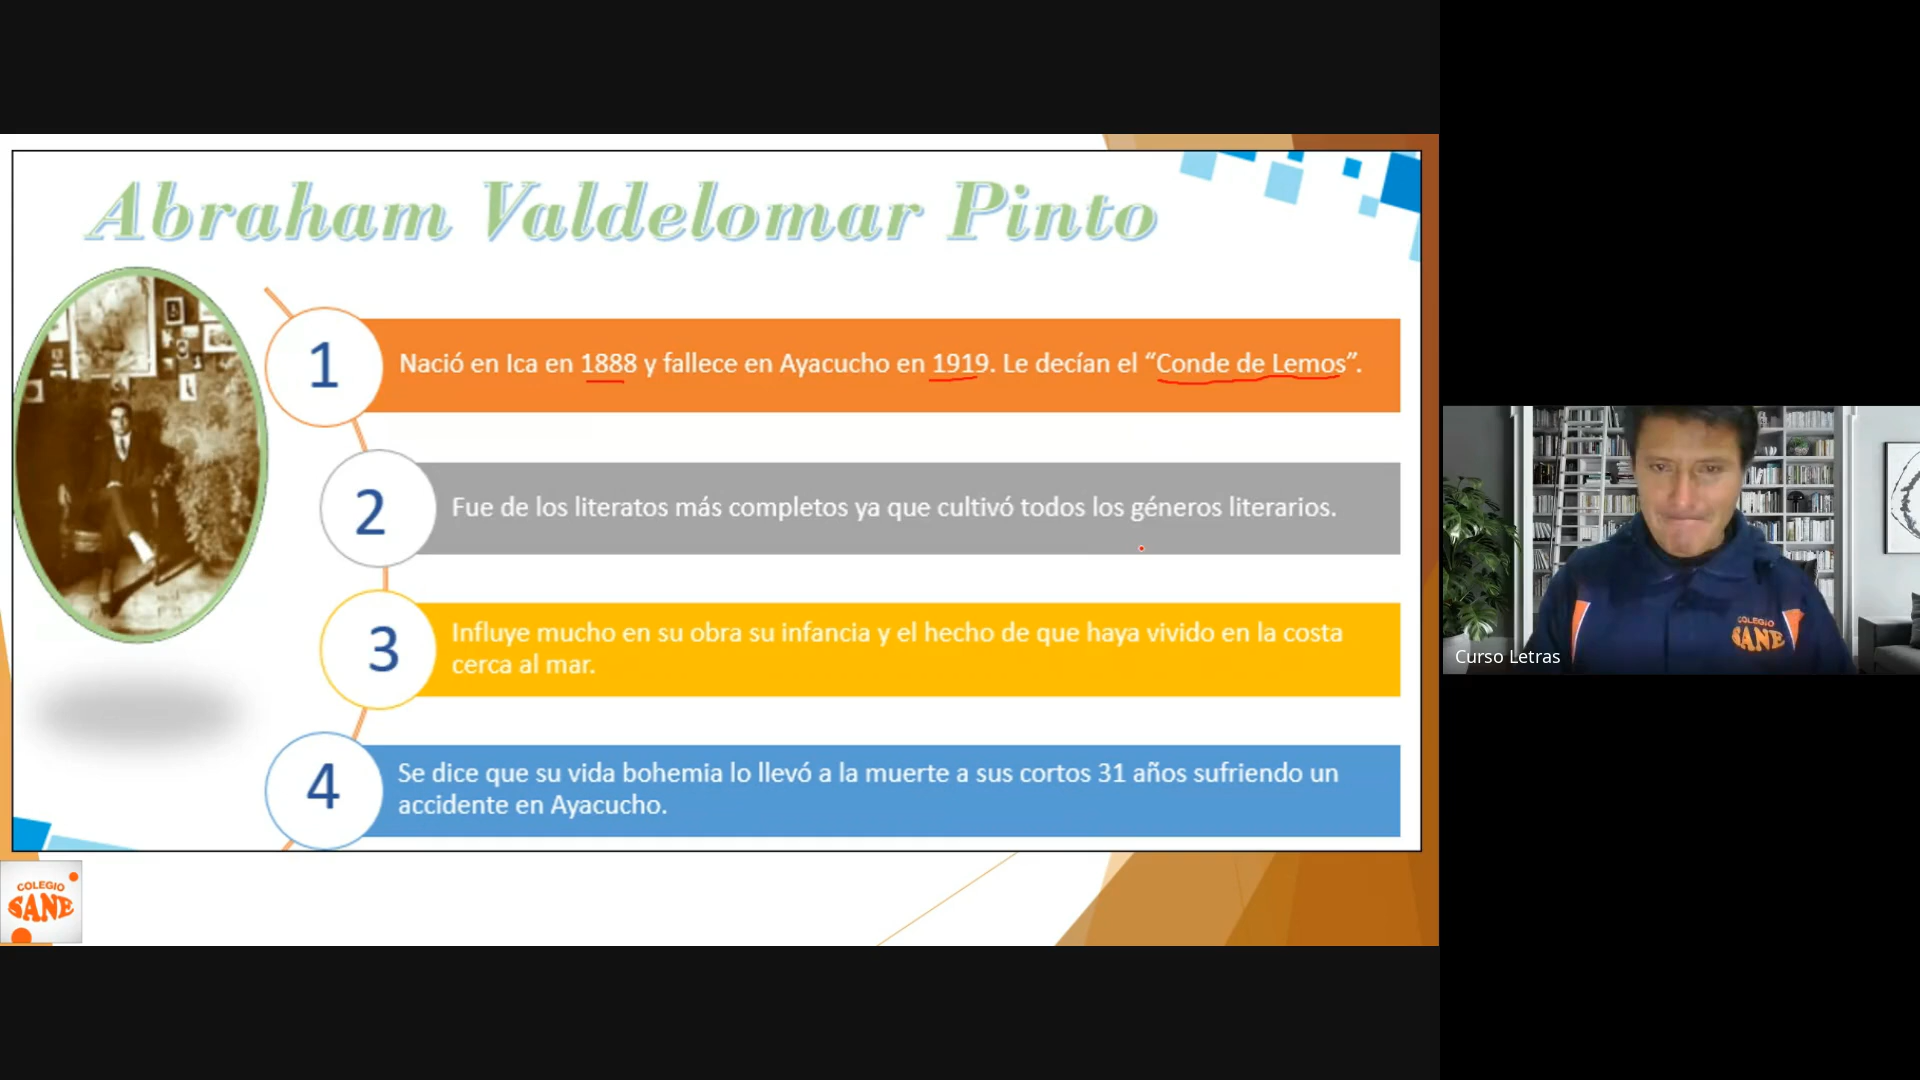 Abraham Valdelomar Pinto
1
Nació en Ica en 1888 y fallece en Ayacucho en 1919. Le decían el “Conde de Lemos”.
2
Fue de los literatos más completos ya que cultivó todos los géneros literarios.
3
Influye mucho en su obra su infancia y el hecho de que haya vivido en la costa
cerca al mar.
4
Se dice que su vida bohemia lo llevó a la muerte a sus cortos 31 años sufriendo un
accidente en Ayacucho.
COLEGIO
SANE
COLEGIO
SANE
Curso Letras